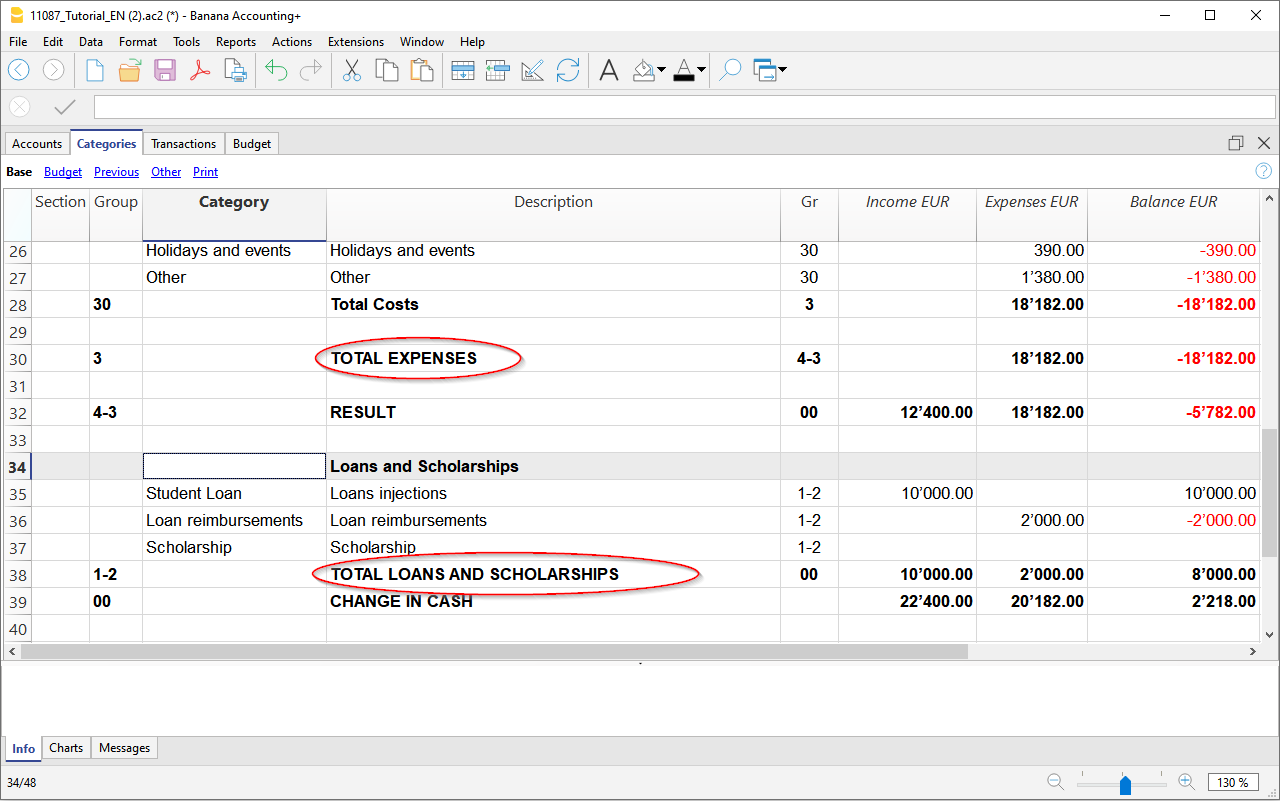 11087_Tutorial_EN (2).ac2 (*) - Banana Accounting+
File Edit Data Format Tools Reports Actions Extensions Window Help
Accounts Categories Transactions Budget
Base Budget Previous Other Print
Section Group Category Description Gr Income EUR Expenses EUR Balance EUR
26 Holidays and events Holidays and events 30 390.00 -390.00
27 Other Other 30 1’380.00 -1’380.00
28 30 Total Costs 3 18’182.00 -18’182.00
29
30 3 TOTAL EXPENSES 4-3 18’182.00 -18’182.00
31
32 4-3 RESULT 00 12’400.00 18’182.00 -5’782.00
33
34 Loans and Scholarships
35 Student Loan Loans injections 1-2 10’000.00 10’000.00
36 Loan reimbursements Loan reimbursements 1-2 2’000.00 -2’000.00
37 Scholarship Scholarship 1-2
38 1-2 TOTAL LOANS AND SCHOLARSHIPS 00 10’000.00 2’000.00 8’000.00
39 00 CHANGE IN CASH 22’400.00 20’182.00 2’218.00
40
Info Charts Messages
34/48 130 %